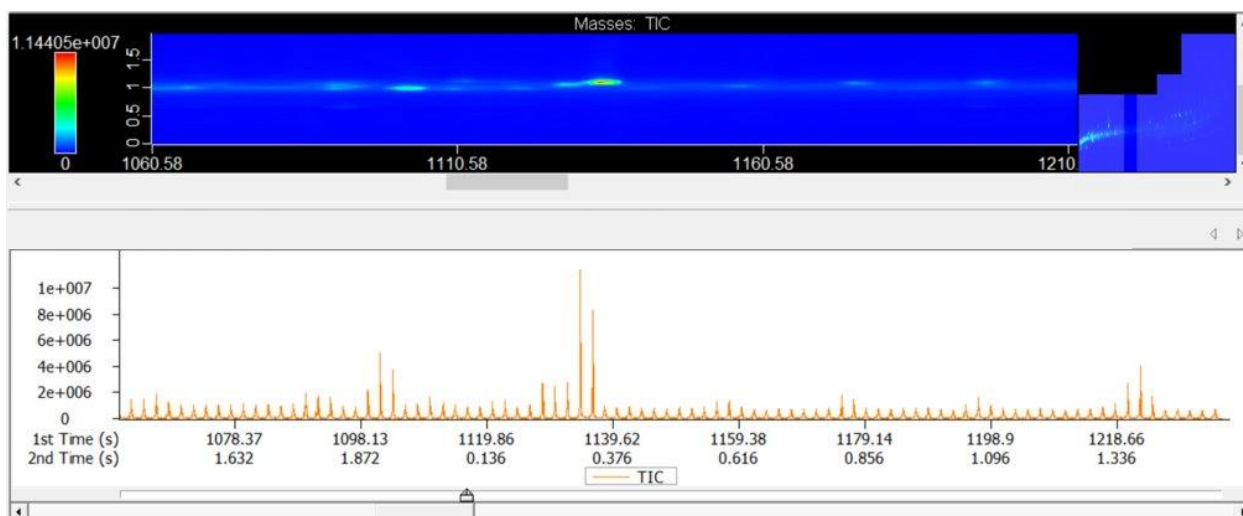 Masses: TIC
1.14405e+007
0
1.5
1
0.5
0
1060.58 1110.58 1160.58 1210
1e+007
8e+006
6e+006
4e+006
2e+006
0
1st Time (s) 1078.37 1098.13 1119.86 1139.62 1159.38 1179.14 1198.9 1218.66
2nd Time (s) 1.632 1.872 0.136 0.376 0.616 0.856 1.096 1.336
TIC